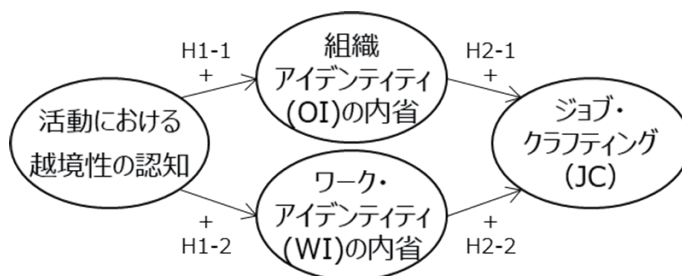 活動における
越境性の認知
H1-1
+
組織
アイデンティティ
(OI)の内省
H2-1
+
ジョブ・
クラフティング
(JC)
+
H1-2
ワーク・
アイデンティティ
(WI)の内省
+
H2-2